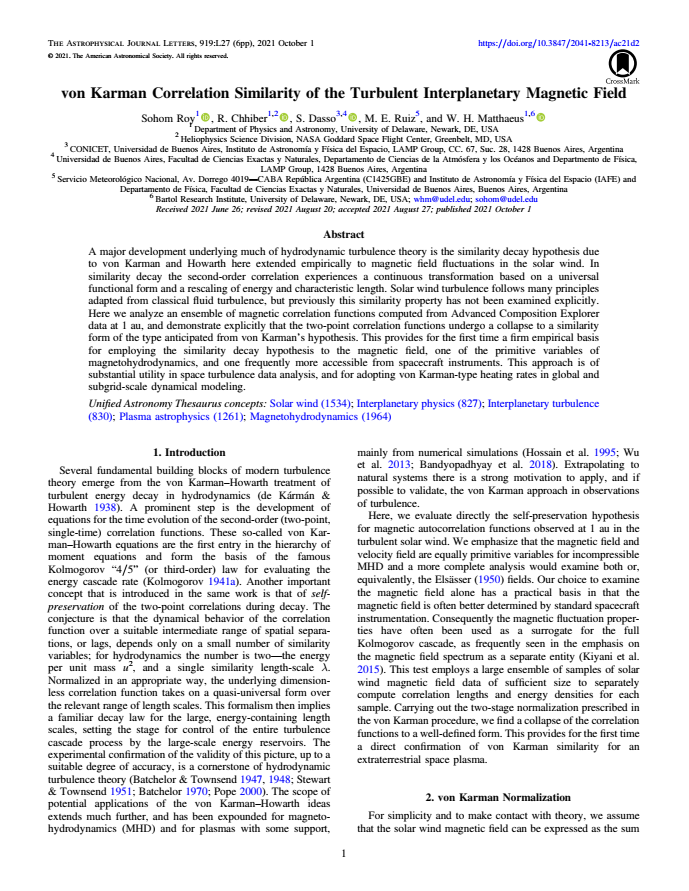 THE ASTROPHYSICAL JOURNAL LETTERS, 919:L27 (6pp), 2021 October 1
https://doi.org/10.3847/2041-8213/ac21d2
© 2021. The American Astronomical Society. All rights reserved.
CrossMark
von Karman Correlation Similarity of the Turbulent Interplanetary Magnetic Field
Sohom Roy1, R. Chhiber1,2, S. Dasso3,4, M. E. Ruiz5, and W. H. Matthaeus1,6
1 Department of Physics and Astronomy, University of Delaware, Newark, DE, USA
2 Heliophysics Science Division, NASA Goddard Space Flight Center, Greenbelt, MD, USA
3 CONICET, Universidad de Buenos Aires, Instituto de Astronomía y Física del Espacio, LAMP Group, CC. 67, Suc. 28, 1428 Buenos Aires, Argentina
4 Universidad de Buenos Aires, Facultad de Ciencias Exactas y Naturales, Departamento de Ciencias de la Atmósfera y los Océanos and Departmento de Física,
LAMP Group, 1428 Buenos Aires, Argentina
5 Servicio Meteorológico Nacional, Av. Dorrego 4019—CABA República Argentina (C1425GBE) and Instituto de Astronomía y Física del Espacio (IAFE) and
Departamento de Física, Facultad de Ciencias Exactas y Naturales, Universidad de Buenos Aires, Buenos Aires, Argentina
6 Bartol Research Institute, University of Delaware, Newark, DE, USA; whm@udel.edu; sohom@udel.edu
Received 2021 June 26; revised 2021 August 20; accepted 2021 August 27; published 2021 October 1
Abstract
A major development underlying much of hydrodynamic turbulence theory is the similarity decay hypothesis due
to von Karman and Howarth here extended empirically to magnetic field fluctuations in the solar wind. In
similarity decay the second-order correlation experiences a continuous transformation based on a universal
functional form and a rescaling of energy and characteristic length. Solar wind turbulence follows many principles
adapted from classical fluid turbulence, but previously this similarity property has not been examined explicitly.
Here we analyze an ensemble of magnetic correlation functions computed from Advanced Composition Explorer
data at 1 au, and demonstrate explicitly that the two-point correlation functions undergo a collapse to a similarity
form of the type anticipated from von Karman's hypothesis. This provides for the first time a firm empirical basis
for employing the similarity decay hypothesis to the magnetic field, one of the primitive variables of
magnetohydrodynamics, and one frequently more accessible from spacecraft instruments. This approach is of
substantial utility in space turbulence data analysis, and for adopting von Karman-type heating rates in global and
subgrid-scale dynamical modeling.
Unified Astronomy Thesaurus concepts: Solar wind (1534); Interplanetary physics (827); Interplanetary turbulence
(830); Plasma astrophysics (1261); Magnetohydrodynamics (1964)
1. Introduction
Several fundamental building blocks of modern turbulence
theory emerge from the von Karman–Howarth treatment of
turbulent energy decay in hydrodynamics (de Kármán &
Howarth 1938). A prominent step is the development of
equations for the time evolution of the second-order (two-point,
single-time) correlation functions. These so-called von Kar-
man–Howarth equations are the first entry in the hierarchy of
moment equations and form the basis of the famous
Kolmogorov "4/5" (or third-order) law for evaluating the
energy cascade rate (Kolmogorov 1941a). Another important
concept that is introduced in the same work is that of self-
preservation of the two-point correlations during decay. The
conjecture is that the dynamical behavior of the correlation
function over a suitable intermediate range of spatial separa-
tions, or lags, depends only on a small number of similarity
variables; for hydrodynamics the number is two—the energy
per unit mass u2, and a single similarity length-scale λ.
Normalized in an appropriate way, the underlying dimension-
less correlation function takes on a quasi-universal form over
the relevant range of length scales. This formalism then implies
a familiar decay law for the large, energy-containing length
scales, setting the stage for control of the entire turbulence
cascade process by the large-scale energy reservoirs. The
experimental confirmation of the validity of this picture, up to a
suitable degree of accuracy, is a cornerstone of hydrodynamic
turbulence theory (Batchelor & Townsend 1947, 1948; Stewart
& Townsend 1951; Batchelor 1970; Pope 2000). The scope of
potential applications of the von Karman–Howarth ideas
extends much further, and has been expounded for magneto-
hydrodynamics (MHD) and for plasmas with some support,
mainly from numerical simulations (Hossain et al. 1995; Wu
et al. 2013; Bandyopadhyay et al. 2018). Extrapolating to
natural systems there is a strong motivation to apply, and if
possible to validate, the von Karman approach in observations
of turbulence.
Here, we evaluate directly the self-preservation hypothesis
for magnetic autocorrelation functions observed at 1 au in the
turbulent solar wind. We emphasize that the magnetic field and
velocity field are equally primitive variables for incompressible
MHD and a more complete analysis would examine both or,
equivalently, the Elsässer (1950) fields. Our choice to examine
the magnetic field alone has a practical basis in that the
magnetic field is often better determined by standard spacecraft
instrumentation. Consequently the magnetic fluctuation proper-
ties have often been used as a surrogate for the full
Kolmogorov cascade, as frequently seen in the emphasis on
the magnetic field spectrum as a separate entity (Kiyani et al.
2015). This test employs a large ensemble of samples of solar
wind magnetic field data of sufficient size to separately
compute correlation lengths and energy densities for each
sample. Carrying out the two-stage normalization prescribed in
the von Karman procedure, we find a collapse of the correlation
functions to a well-defined form. This provides for the first time
a direct confirmation of von Karman similarity for an
extraterrestrial space plasma.
2. von Karman Normalization
For simplicity and to make contact with theory, we assume
that the solar wind magnetic field can be expressed as the sum
1